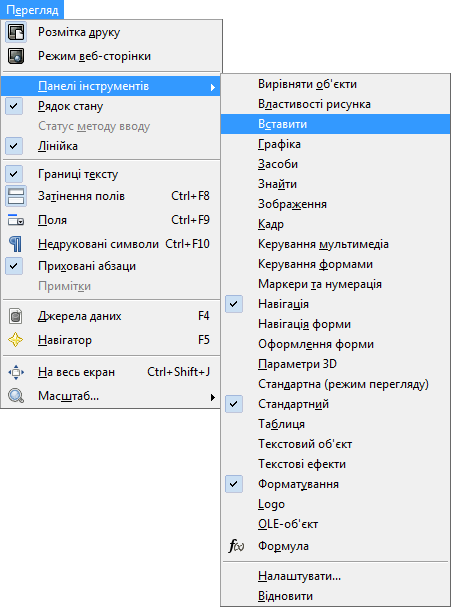 Перегляд
Розмітка друку
Режим веб-сторінки
Панелі інструментів
Рядок стану
Статус методу вводу
Лінійка
Границі тексту
Затінення полів Ctrl+F8
Поля Ctrl+F9
Недруковані символи Ctrl+F10
Приховані абзаци
Примітки
Джерела даних F4
Навігатор F5
На весь екран Ctrl+Shift+J
Масштаб...
Вирівняти об'єкти
Властивості рисунка
Вставити
Графіка
Засоби
Знайти
Зображення
Кадр
Керування мультимедіа
Керування формами
Маркери та нумерація
Навігація
Навігація форми
Оформлення форми
Параметри 3D
Стандартна (режим перегляду)
Стандартний
Таблиця
Текстовий об'єкт
Текстові ефекти
Форматування
Logo
OLE-об'єкт
f(x) Формула
Налаштувати...
Відновити